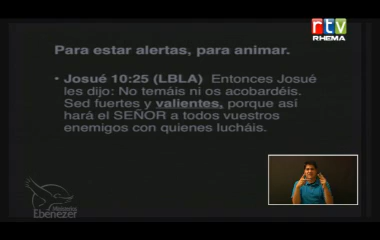 rtv
RHEMA
Para estar alertas, para animar.
• Josué 10:25 (LBLA) Entonces Josué
les dijo: No temáis ni os acobardéis.
Sed fuertes y valientes, porque así
hará el SEÑOR a todos vuestros
enemigos con quienes lucháis.
Ministerios
Ebenezer